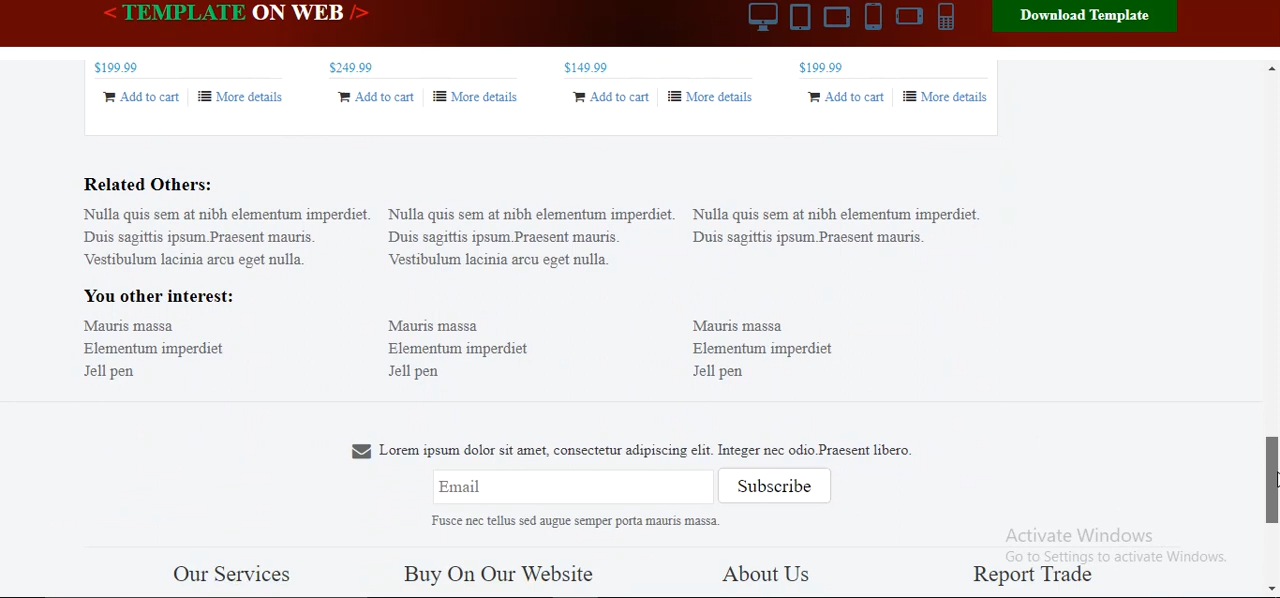 < TEMPLATE ON WEB />
Download Template
$199.99 $249.99 $149.99 $199.99
Add to cart More details Add to cart More details Add to cart More details Add to cart More details
Related Others:
Nulla quis sem at nibh elementum imperdiet. Nulla quis sem at nibh elementum imperdiet. Nulla quis sem at nibh elementum imperdiet.
Duis sagittis ipsum.Praesent mauris. Duis sagittis ipsum.Praesent mauris. Duis sagittis ipsum.Praesent mauris.
Vestibulum lacinia arcu eget nulla. Vestibulum lacinia arcu eget nulla.
You other interest:
Mauris massa Mauris massa Mauris massa
Elementum imperdiet Elementum imperdiet Elementum imperdiet
Jell pen Jell pen Jell pen
Lorem ipsum dolor sit amet, consectetur adipiscing elit. Integer nec odio.Praesent libero.
Email Subscribe
Fusce nec tellus sed augue semper porta mauris massa.
Activate Windows
Go to Settings to activate Windows.
Our Services Buy On Our Website About Us Report Trade